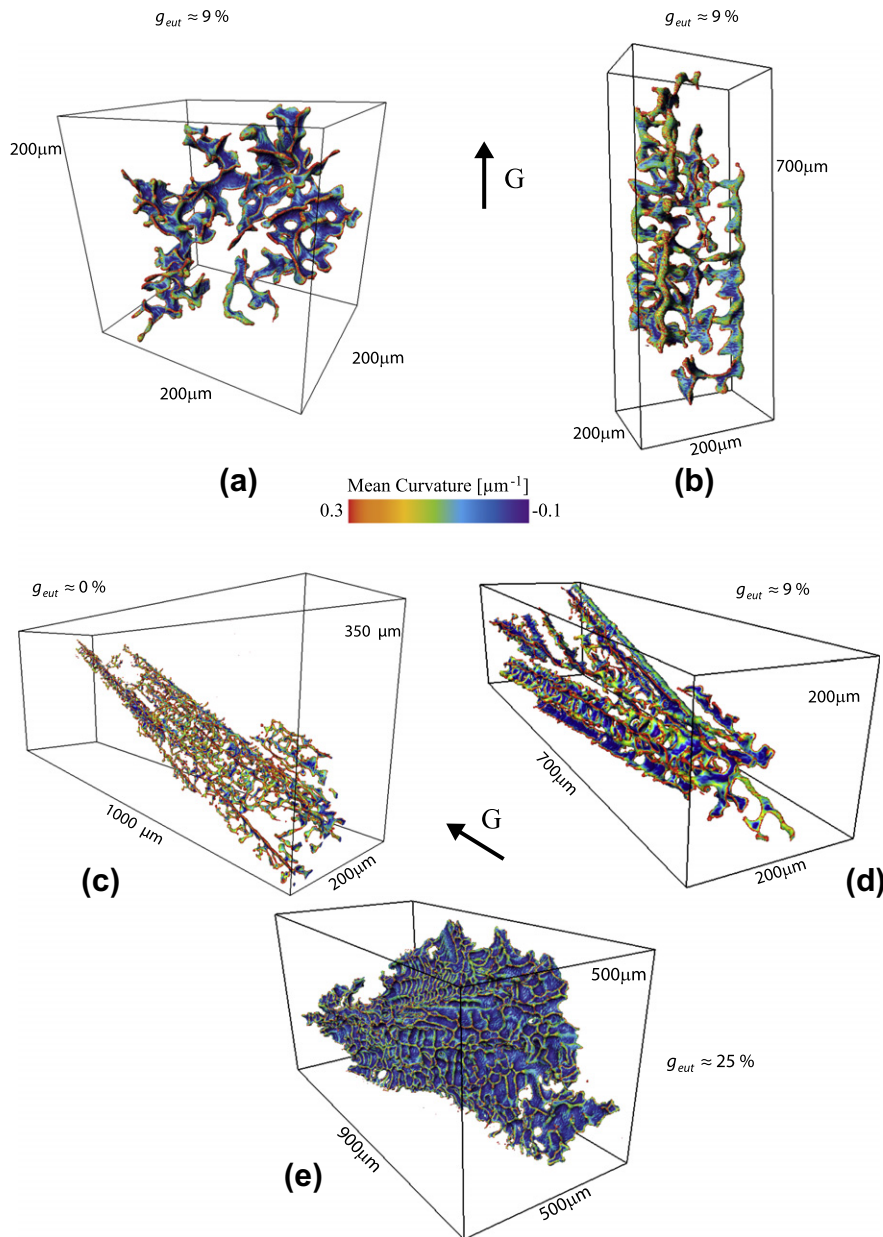 g_eut ≈ 9 %
g_eut ≈ 9 %
200μm
G
700μm
200μm
200μm
200μm
200μm
(a)
(b)
Mean Curvature [μm⁻¹]
0.3
-0.1
g_eut ≈ 0 %
g_eut ≈ 9 %
350 μm
200μm
700μm
1000 μm
G
200μm
200μm
(c)
(d)
500μm
g_eut ≈ 25 %
900μm
(e)
500μm